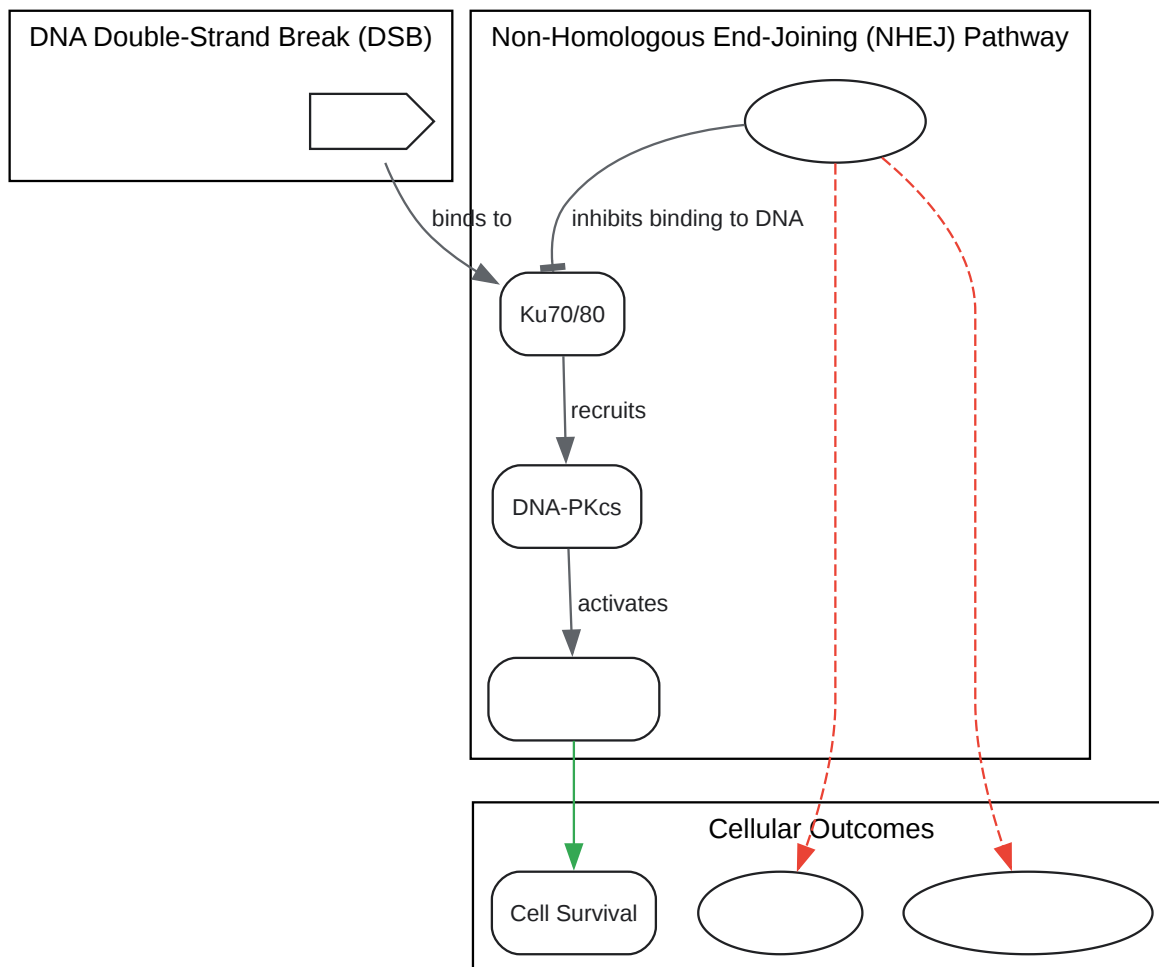 DNA Double-Strand Break (DSB)
Non-Homologous End-Joining (NHEJ) Pathway
binds to
inhibits binding to DNA
Ku70/80
recruits
DNA-PKcs
activates
Cellular Outcomes
Cell Survival